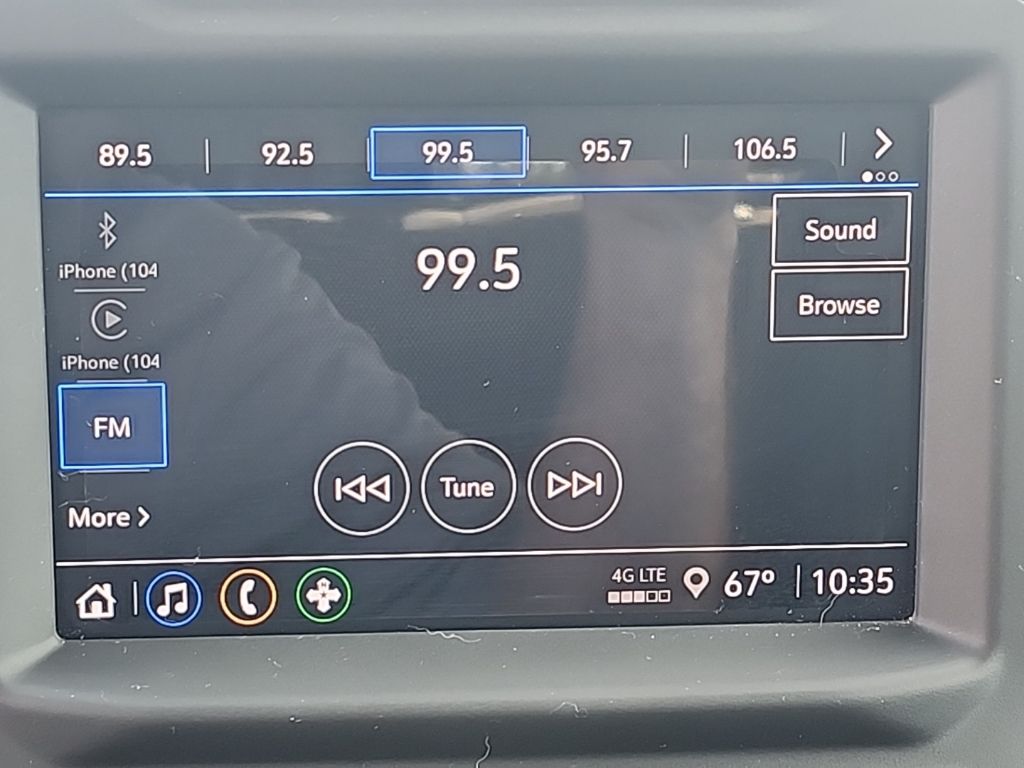 89.5 92.5 99.5 95.7 106.5
99.5
Sound
Browse
iPhone (104
iPhone (104
FM
Tune
More
4G LTE
67° 10:35